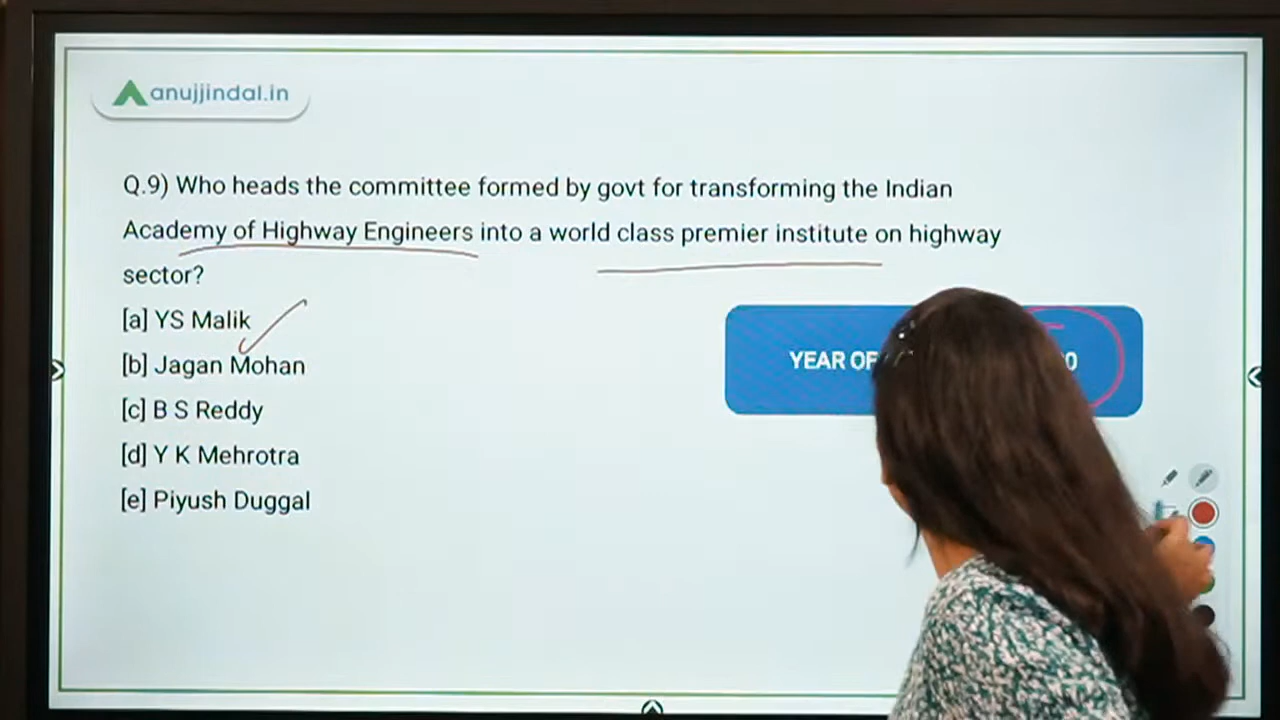 anujjindal.in
Q.9) Who heads the committee formed by govt for transforming the Indian
Academy of Highway Engineers into a world class premier institute on highway
sector?
[a] YS Malik
[b] Jagan Mohan
[c] B S Reddy
[d] Y K Mehrotra
[e] Piyush Duggal
YEAR OF